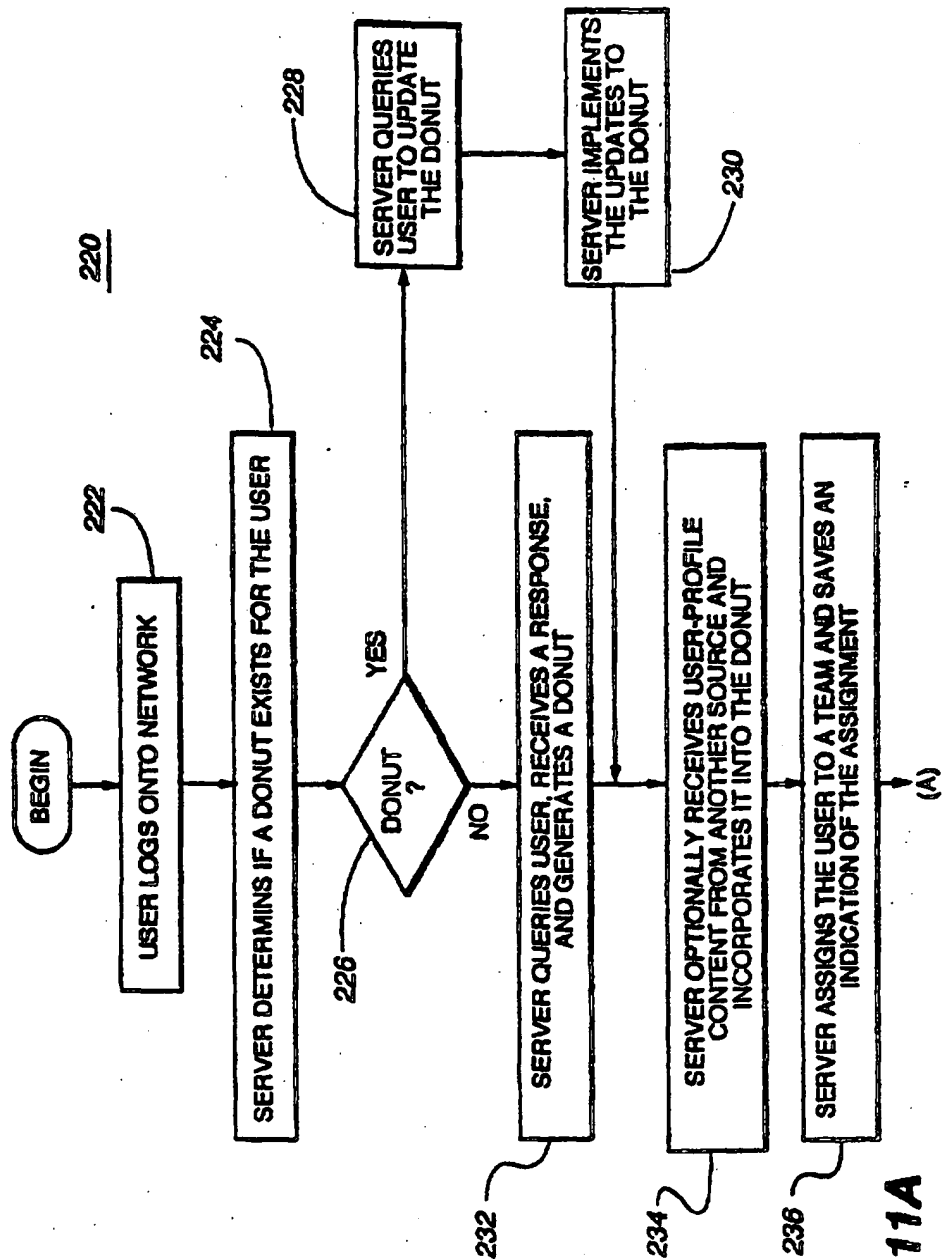 220
BEGIN
222
USER LOGS ONTO NETWORK
224
SERVER DETERMINS IF A DONUT EXISTS FOR THE USER
226
DONUT
?
YES
NO
228
SERVER QUERIES
USER TO UPDATE
THE DONUT
SERVER IMPLEMENTS
THE UPDATES TO
THE DONUT
230
232
SERVER QUERIES USER, RECEIVES A RESPONSE,
AND GENERATES A DONUT
234
SERVER OPTIONALLY RECEIVES USER-PROFILE
CONTENT FROM ANOTHER SOURCE AND
INCORPORATES IT INTO THE DONUT
236
SERVER ASSIGNS THE USER TO A TEAM AND SAVES AN
INDICATION OF THE ASSIGNMENT
(A)
11A